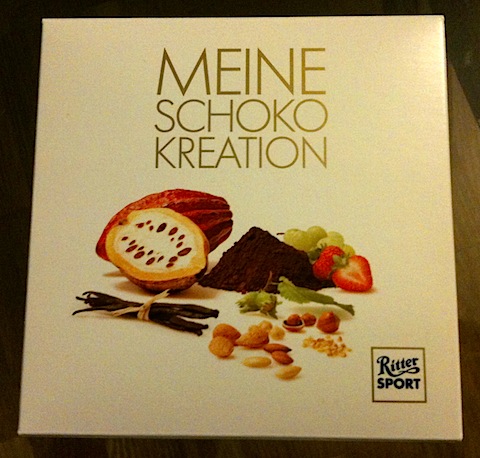 MEINE
SCHOKO
KREATION
Ritter
SPORT